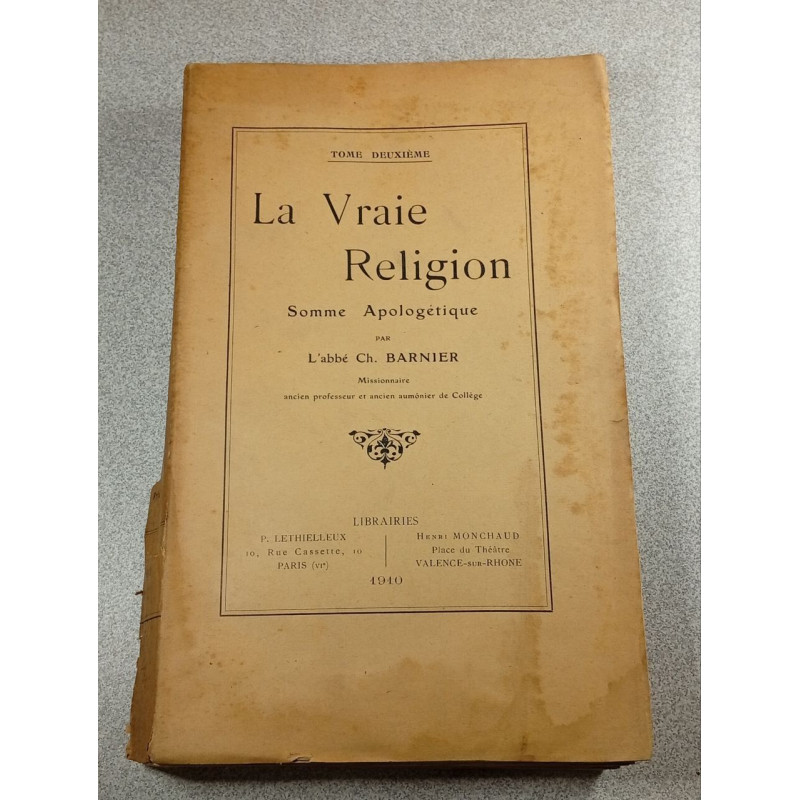 TOME DEUXIÈME
La Vraie
Religion
Somme Apologétique
PAR
L'abbé Ch. BARNIER
Missionnaire
ancien professeur et ancien aumônier de Collège
LIBRAIRIES
P. LETHIELLEUX
10, Rue Cassette, 10
PARIS (VIe)
Henri MONCHAUD
Place du Théâtre
VALENCE-sur-RHONE
1910